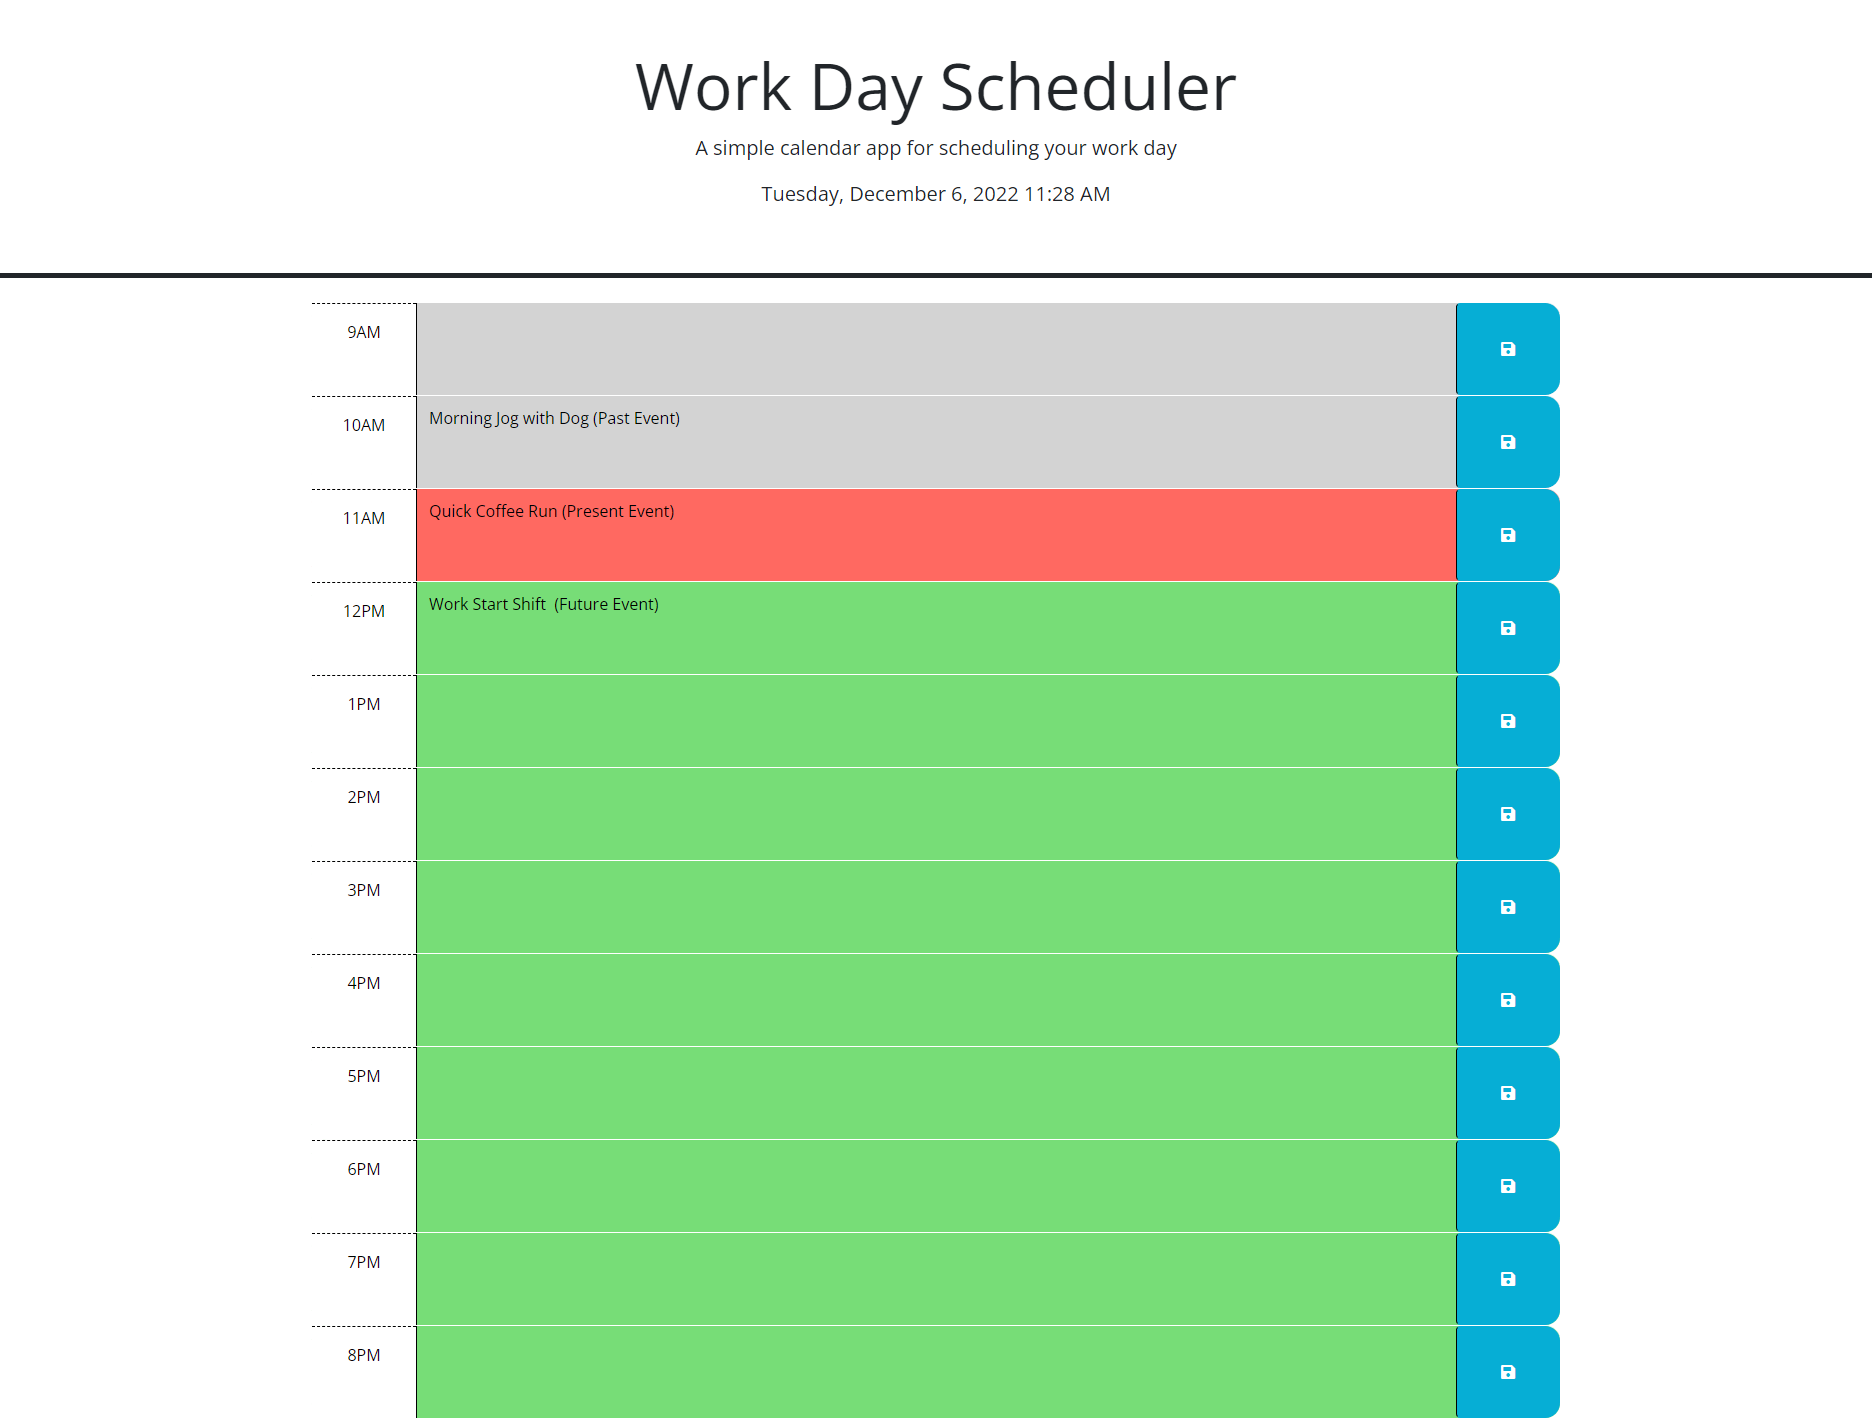 Work Day Scheduler
A simple calendar app for scheduling your work day
Tuesday, December 6, 2022 11:28 AM
9AM
10AM Morning Jog with Dog (Past Event)
11AM Quick Coffee Run (Present Event)
12PM Work Start Shift  (Future Event)
1PM
2PM
3PM
4PM
5PM
6PM
7PM
8PM